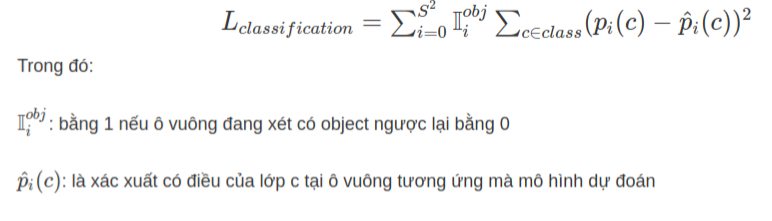 L_{classification} = \sum_{i=0}^{S^2} \mathbb{I}_i^{obj} \sum_{c \in class} (p_i(c) - \hat{p}_i(c))^2
Trong đó:
\mathbb{I}_i^{obj}: bằng 1 nếu ô vuông đang xét có object ngược lại bằng 0
\hat{p}_i(c): là xác xuất có điều của lớp c tại ô vuông tương ứng mà mô hình dự đoán